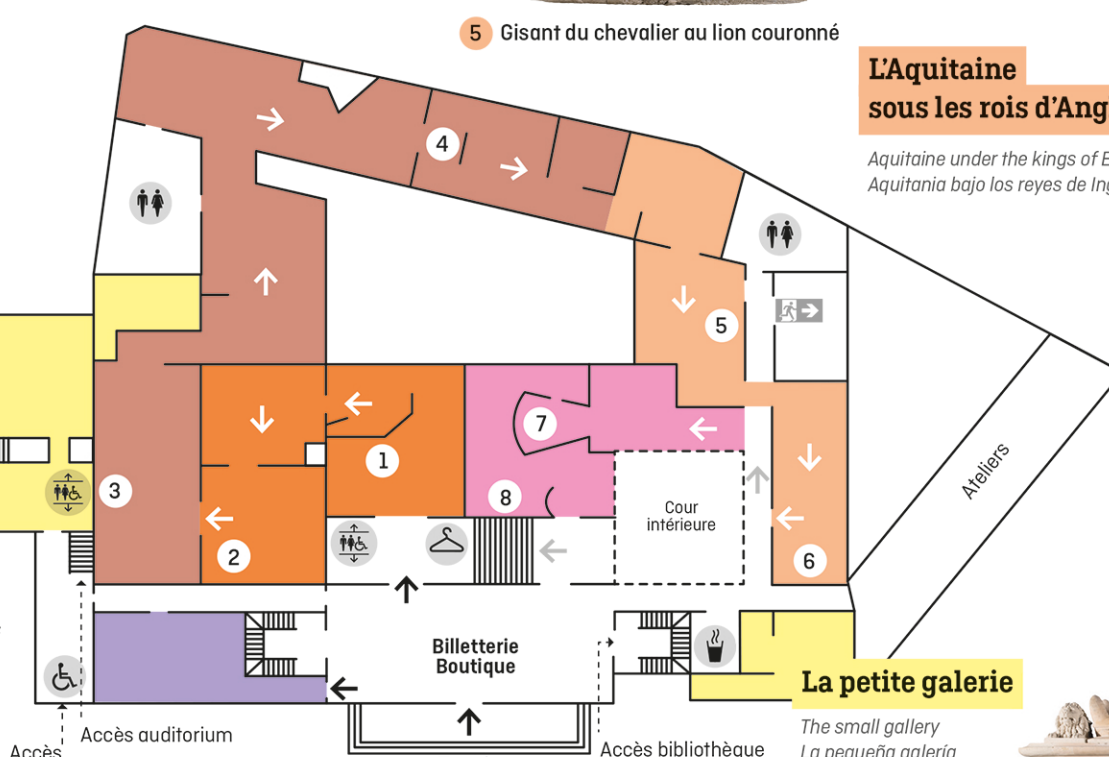 5 Gisant du chevalier au lion couronné
L'Aquitaine
sous les rois d'Ang
Aquitaine under the kings of E
Aquitania bajo los reyes de Ing
4
5
7
1
8
3
2
6
Cour
intérieure
Ateliers
Billetterie
Boutique
La petite galerie
The small gallery
La pequeña galería
Accès auditorium
Accès
Accès bibliothèque